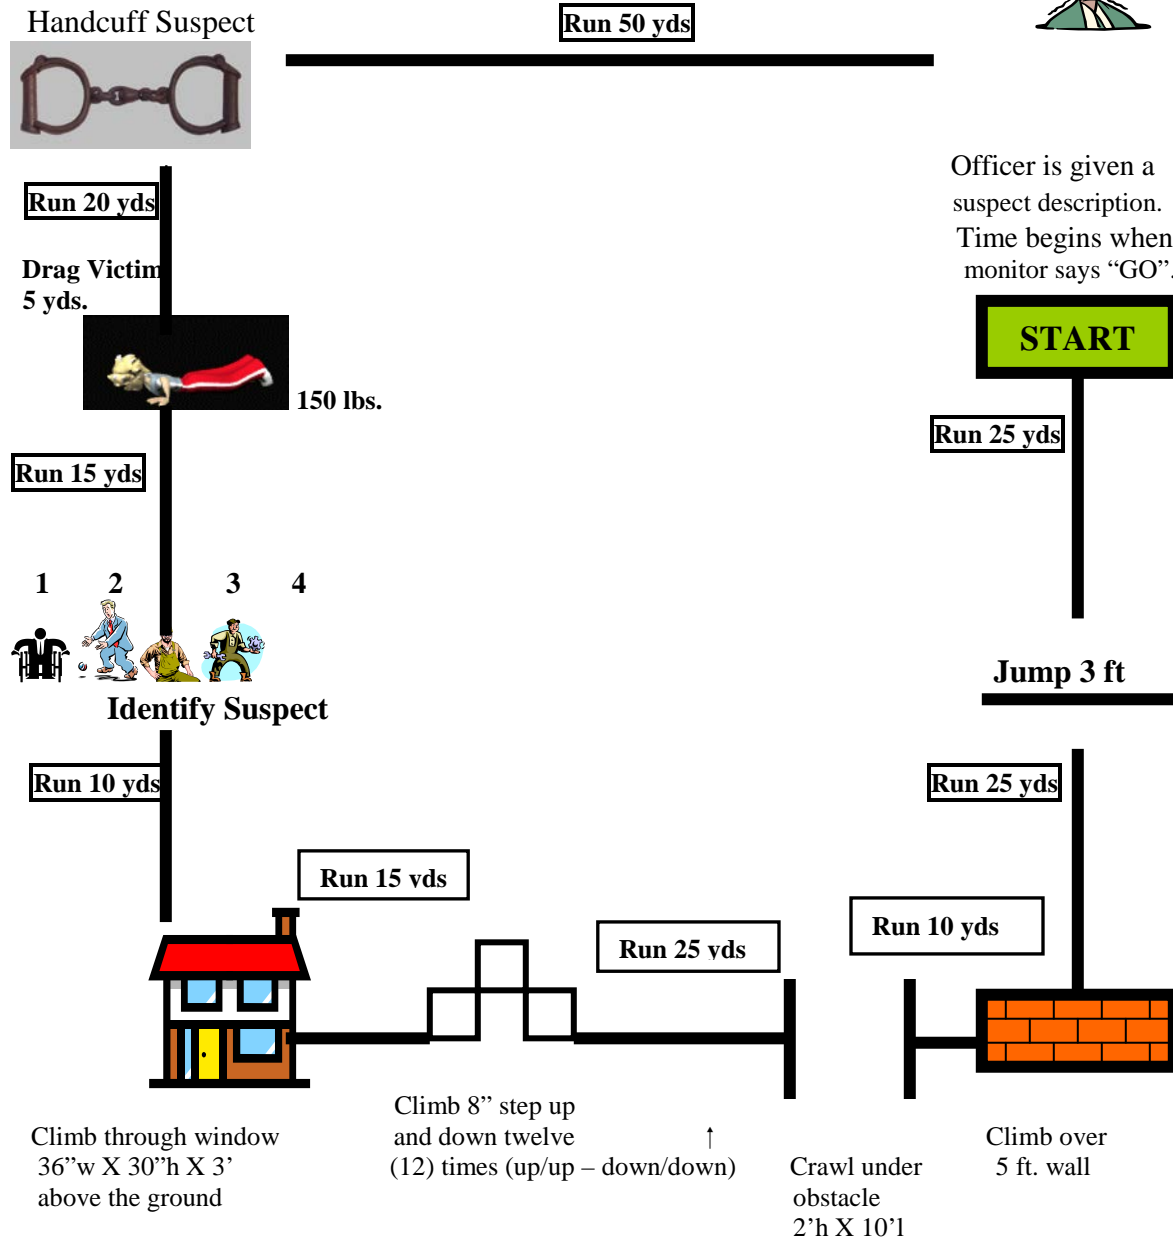 Handcuff Suspect
Run 50 yds
Run 20 yds
Officer is given a
suspect description.
Time begins when
monitor says “GO”.
Drag Victim
5 yds.
START
150 lbs.
Run 25 yds
Run 15 yds
1 2 3 4
Jump 3 ft
Identify Suspect
Run 10 yds
Run 25 yds
Run 15 yds
Run 25 yds
Run 10 yds
Climb through window
36”w X 30”h X 3’
above the ground
Climb 8” step up
and down twelve ↑
(12) times (up/up – down/down)
Crawl under
obstacle
2’h X 10’l
Climb over
5 ft. wall